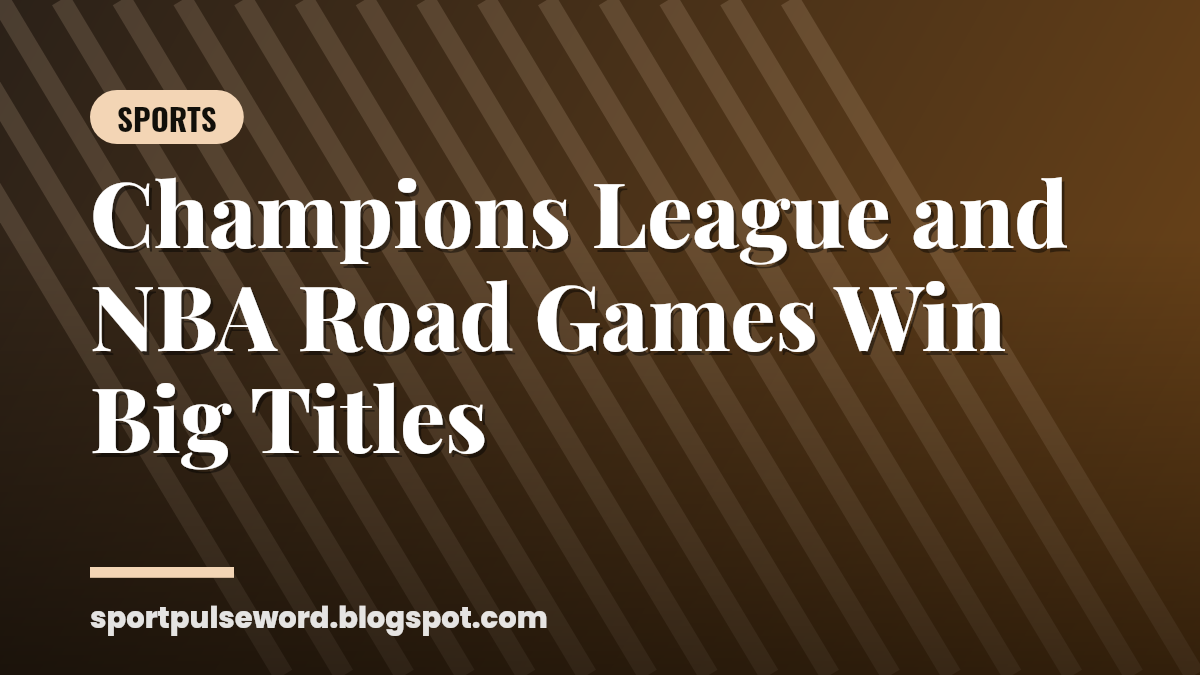 SPORTS
Champions League and
NBA Road Games Win
Big Titles
sportpulseword.blogspot.com